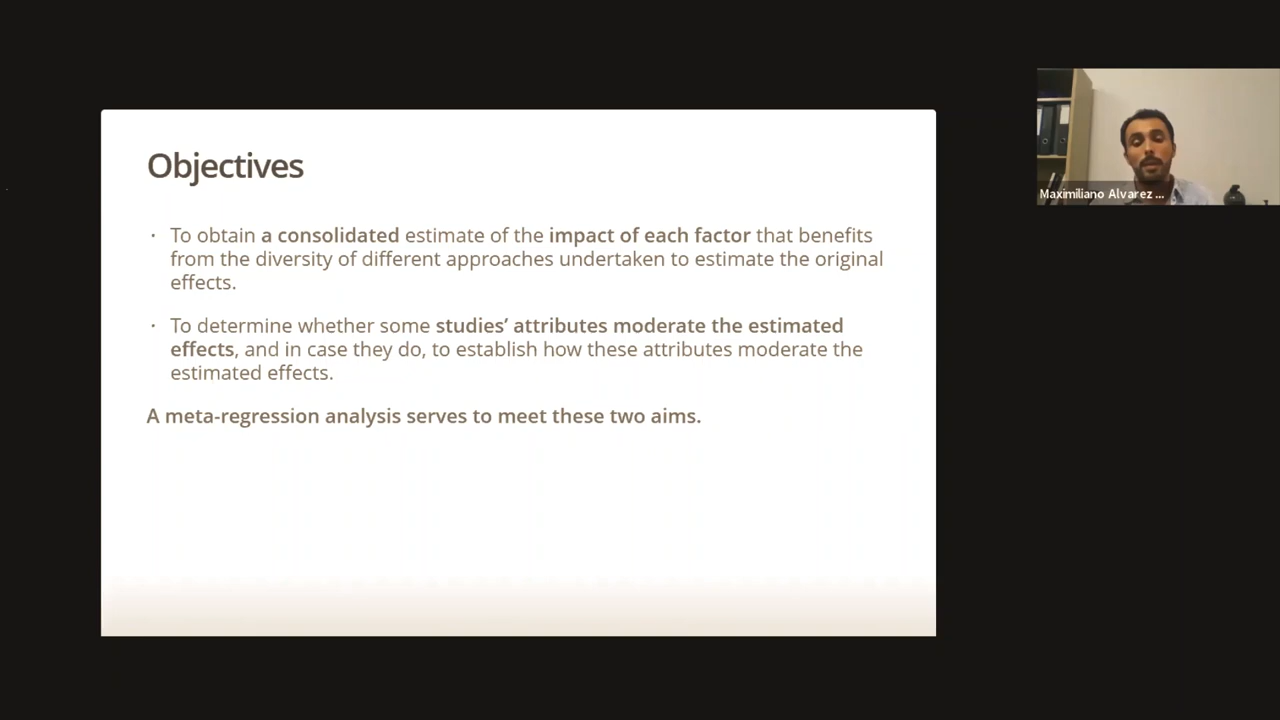 Objectives
· To obtain a consolidated estimate of the impact of each factor that benefits
from the diversity of different approaches undertaken to estimate the original
effects.
· To determine whether some studies’ attributes moderate the estimated
effects, and in case they do, to establish how these attributes moderate the
estimated effects.
A meta-regression analysis serves to meet these two aims.
Maximiliano Alvarez ...